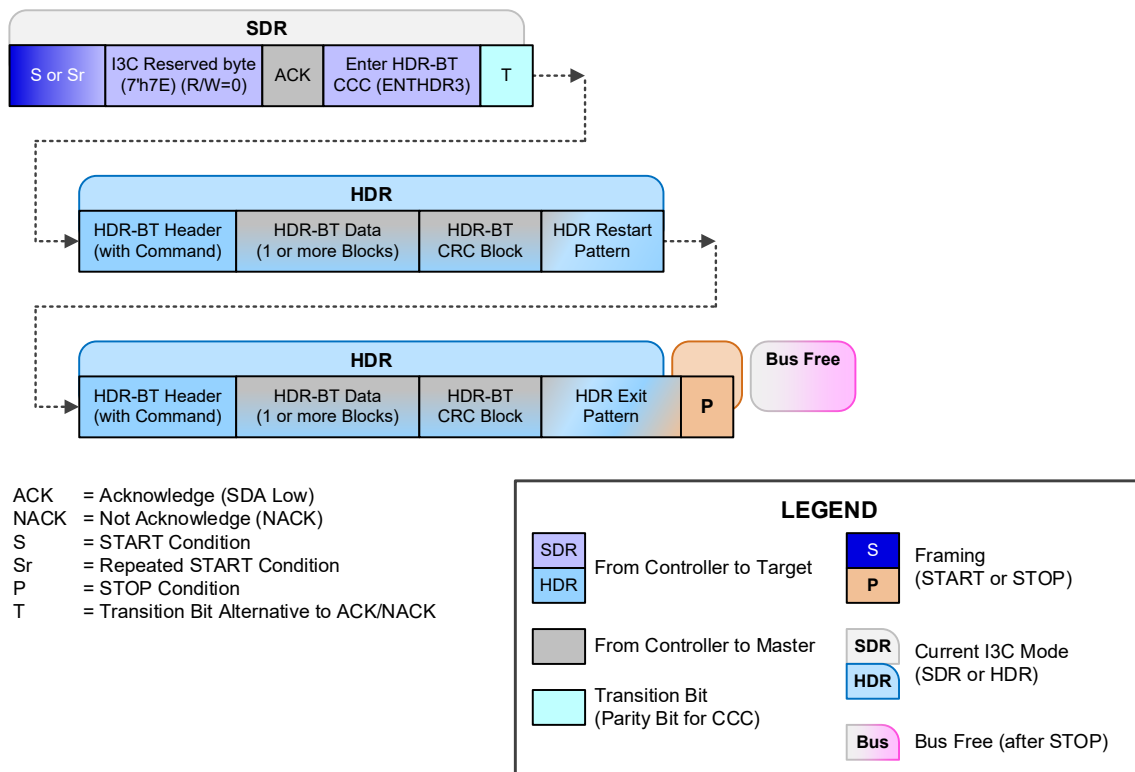 SDR
S or Sr
I3C Reserved byte
(7'h7E) (R/W=0)
ACK
Enter HDR-BT
CCC (ENTHDR3)
T
HDR
HDR-BT Header
(with Command)
HDR-BT Data
(1 or more Blocks)
HDR-BT
CRC Block
HDR Restart
Pattern
HDR
Bus Free
HDR-BT Header
(with Command)
HDR-BT Data
(1 or more Blocks)
HDR-BT
CRC Block
HDR Exit
Pattern
P
ACK = Acknowledge (SDA Low)
NACK = Not Acknowledge (NACK)
S = START Condition
Sr = Repeated START Condition
P = STOP Condition
T = Transition Bit Alternative to ACK/NACK
LEGEND
SDR
HDR
From Controller to Target
From Controller to Master
Transition Bit
(Parity Bit for CCC)
S
P
Framing
(START or STOP)
SDR
HDR
Current I3C Mode
(SDR or HDR)
Bus
Bus Free (after STOP)